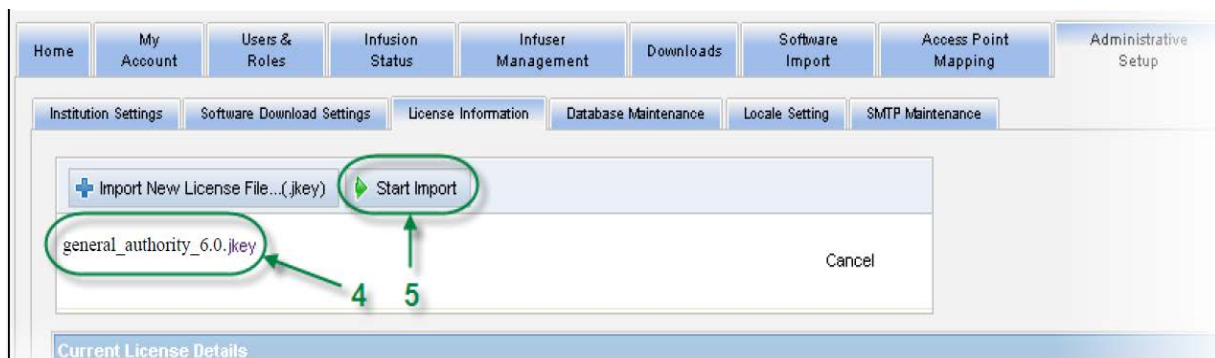 Home My Account Users & Roles Infusion Status Infuser Management Downloads Software Import Access Point Mapping Administrative Setup
Institution Settings Software Download Settings License Information Database Maintenance Locale Setting SMTP Maintenance
Import New License File...(.jkey) Start Import
general_authority_6.0.jkey
Cancel
4 5
Current License Details